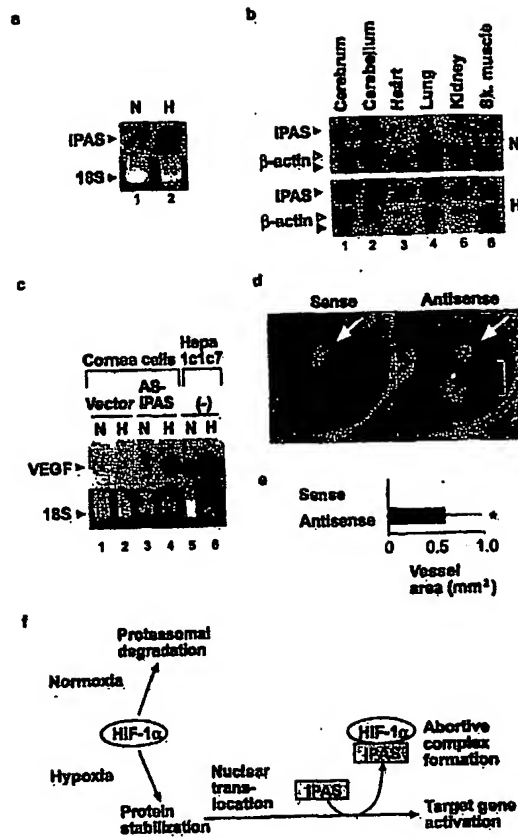 a
N H
IPAS
18S
1 2
b
Cerebrum
Cerebellum
Heart
Lung
Kidney
Sk. muscle
IPAS
N
β-actin
IPAS
H
β-actin
1 2 3 4 5 6
c
Hepa
Cornea cells 1c1c7
AS-
Vector IPAS (-)
N H N H N H
VEGF
18S
1 2 3 4 5 6
d
Sense Antisense
e
Sense
Antisense
*
0 0.5 1.0
Vessel
area (mm²)
f
Proteasomal
degradation
Normoxia
HIF-1α
Hypoxia
Protein
stabilization
Nuclear
trans-
location
IPAS
HIF-1α
IPAS
Abortive
complex
formation
Target gene
activation